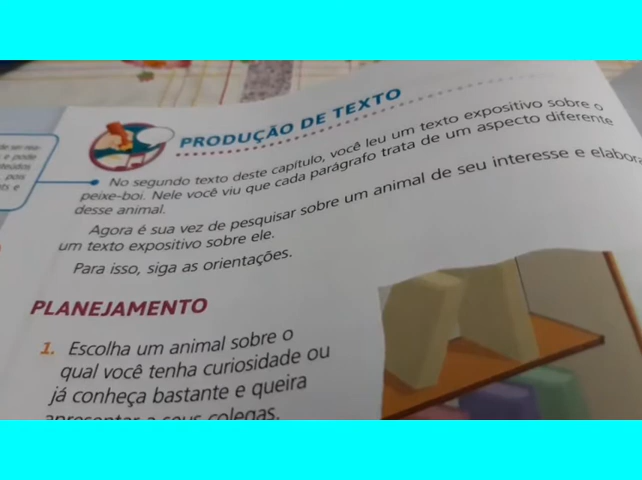 PRODUÇÃO DE TEXTO
No segundo texto deste capítulo, você leu um texto expositivo sobre o
peixe-boi. Nele você viu que cada parágrafo trata de um aspecto diferente
desse animal.
Agora é sua vez de pesquisar sobre um animal de seu interesse e elabora
um texto expositivo sobre ele.
Para isso, siga as orientações.
PLANEJAMENTO
1. Escolha um animal sobre o
qual você tenha curiosidade ou
já conheça bastante e queira
apresentar a seus colegas.